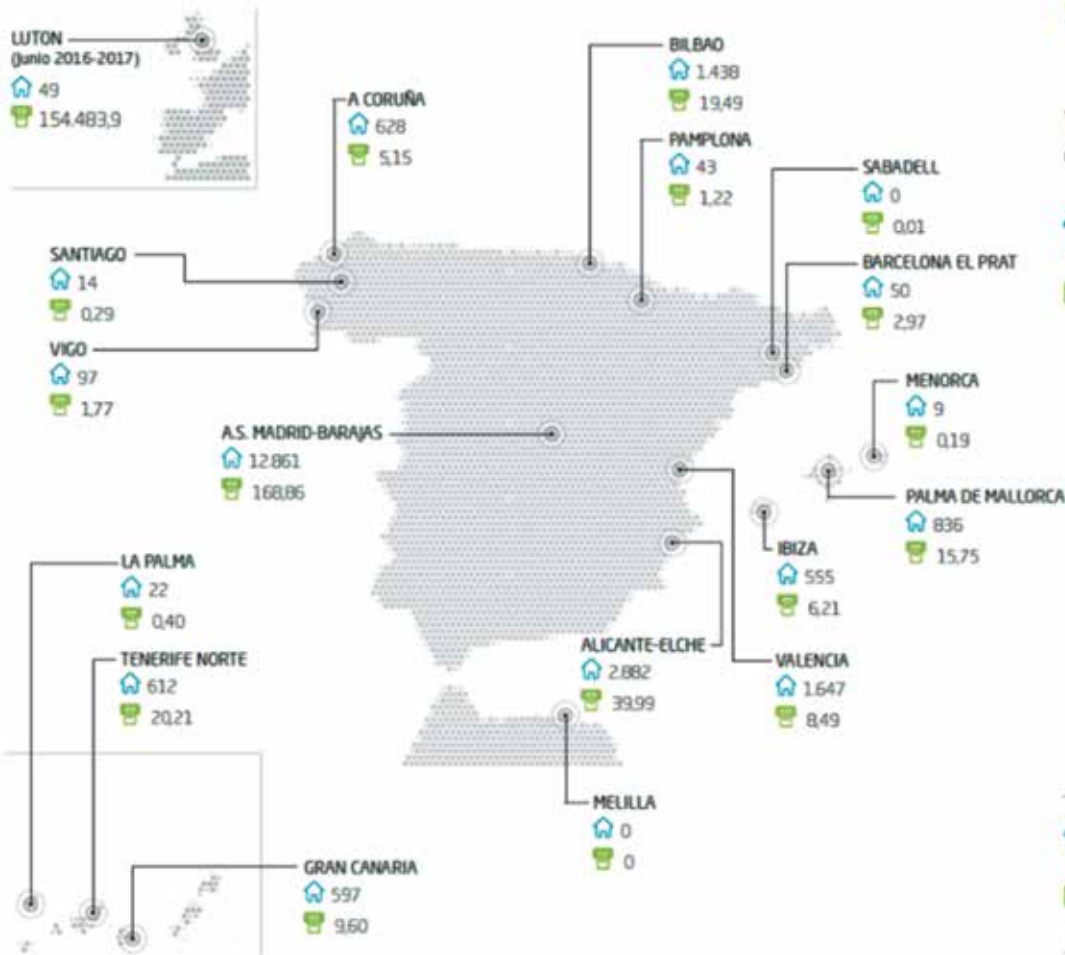 LUTON
(Junio 2016-2017)
49
154.483,9
A CORUÑA
628
5,15
BILBAO
1.438
19,49
PAMPLONA
43
1,22
SABADELL
0
0,01
SANTIAGO
14
0,29
BARCELONA EL PRAT
50
2,97
VIGO
97
1,77
MENORCA
9
0,19
A.S. MADRID-BARAJAS
12.861
168,86
PALMA DE MALLORCA
836
15,75
IBIZA
555
6,21
LA PALMA
22
0,40
ALICANTE-ELCHE
2.882
39,99
VALENCIA
1.647
8,49
TENERIFE NORTE
612
20,21
MELILLA
0
0
GRAN CANARIA
597
9,60